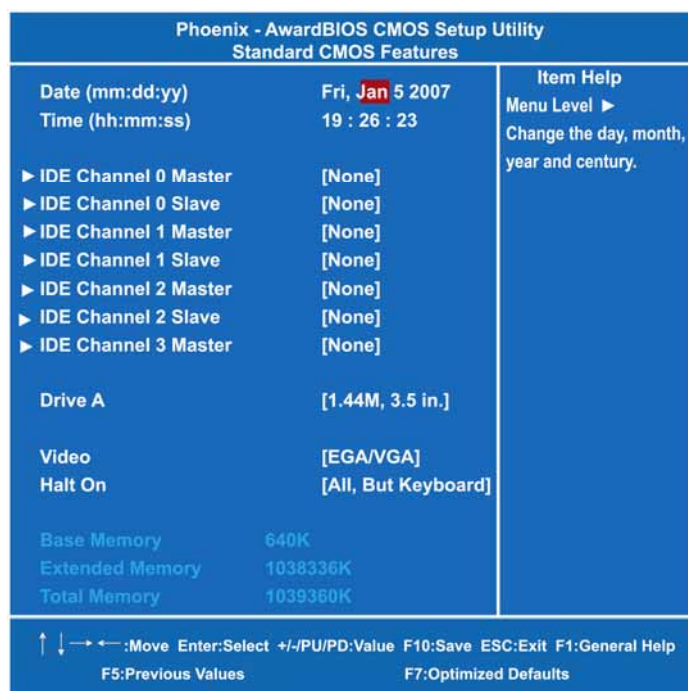 Phoenix - AwardBIOS CMOS Setup Utility
Standard CMOS Features
Date (mm:dd:yy) Fri, Jan 5 2007
Time (hh:mm:ss) 19 : 26 : 23
►IDE Channel 0 Master [None]
►IDE Channel 0 Slave [None]
►IDE Channel 1 Master [None]
►IDE Channel 1 Slave [None]
►IDE Channel 2 Master [None]
►IDE Channel 2 Slave [None]
►IDE Channel 3 Master [None]
Drive A [1.44M, 3.5 in.]
Video [EGA/VGA]
Halt On [All, But Keyboard]
Base Memory 640K
Extended Memory 1038336K
Total Memory 1039360K
Item Help
Menu Level ►
Change the day, month,
year and century.
↑↓→←:Move Enter:Select +/-/PU/PD:Value F10:Save ESC:Exit F1:General Help
F5:Previous Values F7:Optimized Defaults